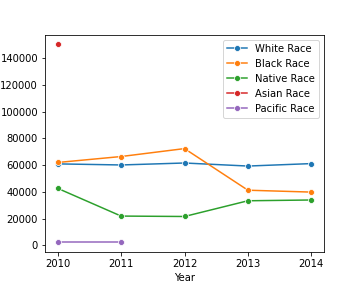 White Race
Black Race
Native Race
Asian Race
Pacific Race
140000
120000
100000
80000
60000
40000
20000
0
2010 2011 2012 2013 2014
Year